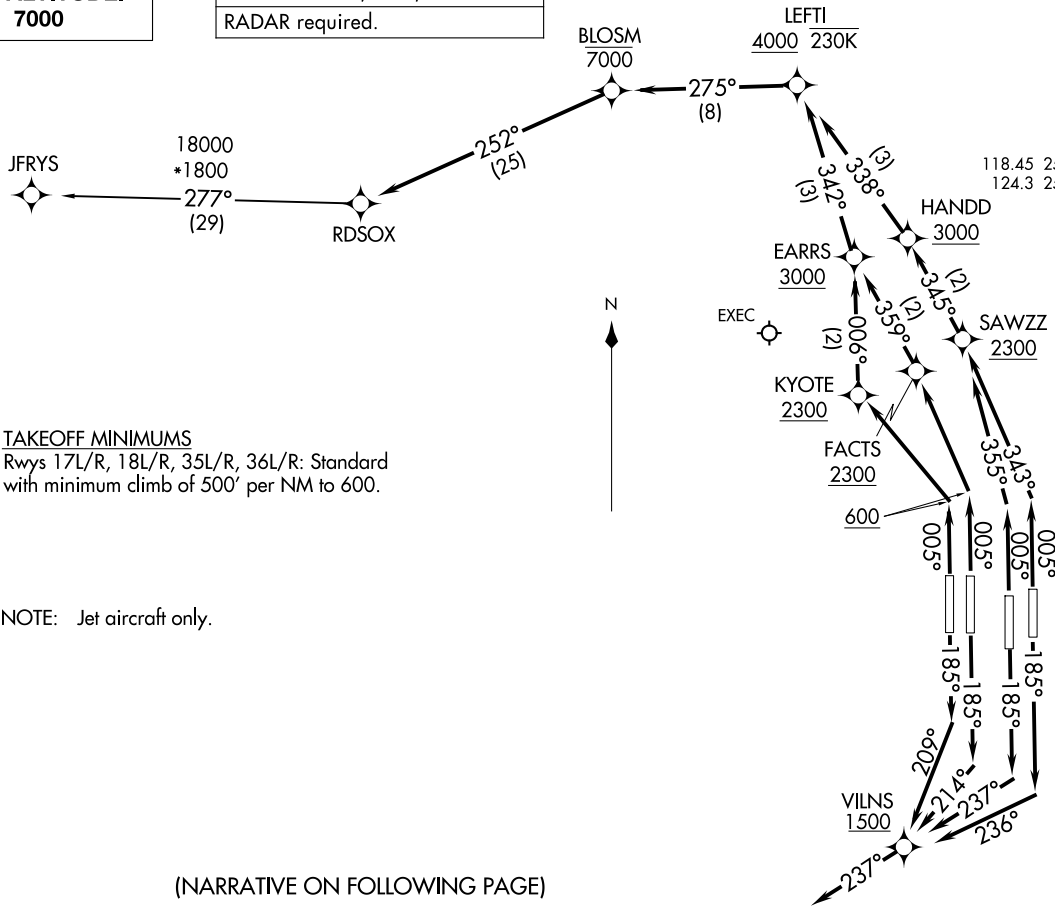 7000
RADAR required.
LEFTI
4000 230K
BLOSM
7000
275°
(8)
252°
(25)
18000
*1800
277°
(29)
JFRYS
RDSOX
(3)
338°
342°
(3)
118.45
124.3
HANDD
3000
EARRS
3000
(2)
345°
(2)
359°
006°
(2)
N
EXEC
SAWZZ
2300
KYOTE
2300
FACTS
2300
355°
343°
600
005°
005°
005°
005°
TAKEOFF MINIMUMS
Rwys 17L/R, 18L/R, 35L/R, 36L/R: Standard
with minimum climb of 500' per NM to 600.
NOTE: Jet aircraft only.
185°
185°
185°
185°
209°
214°
237°
236°
VILNS
1500
237°
(NARRATIVE ON FOLLOWING PAGE)